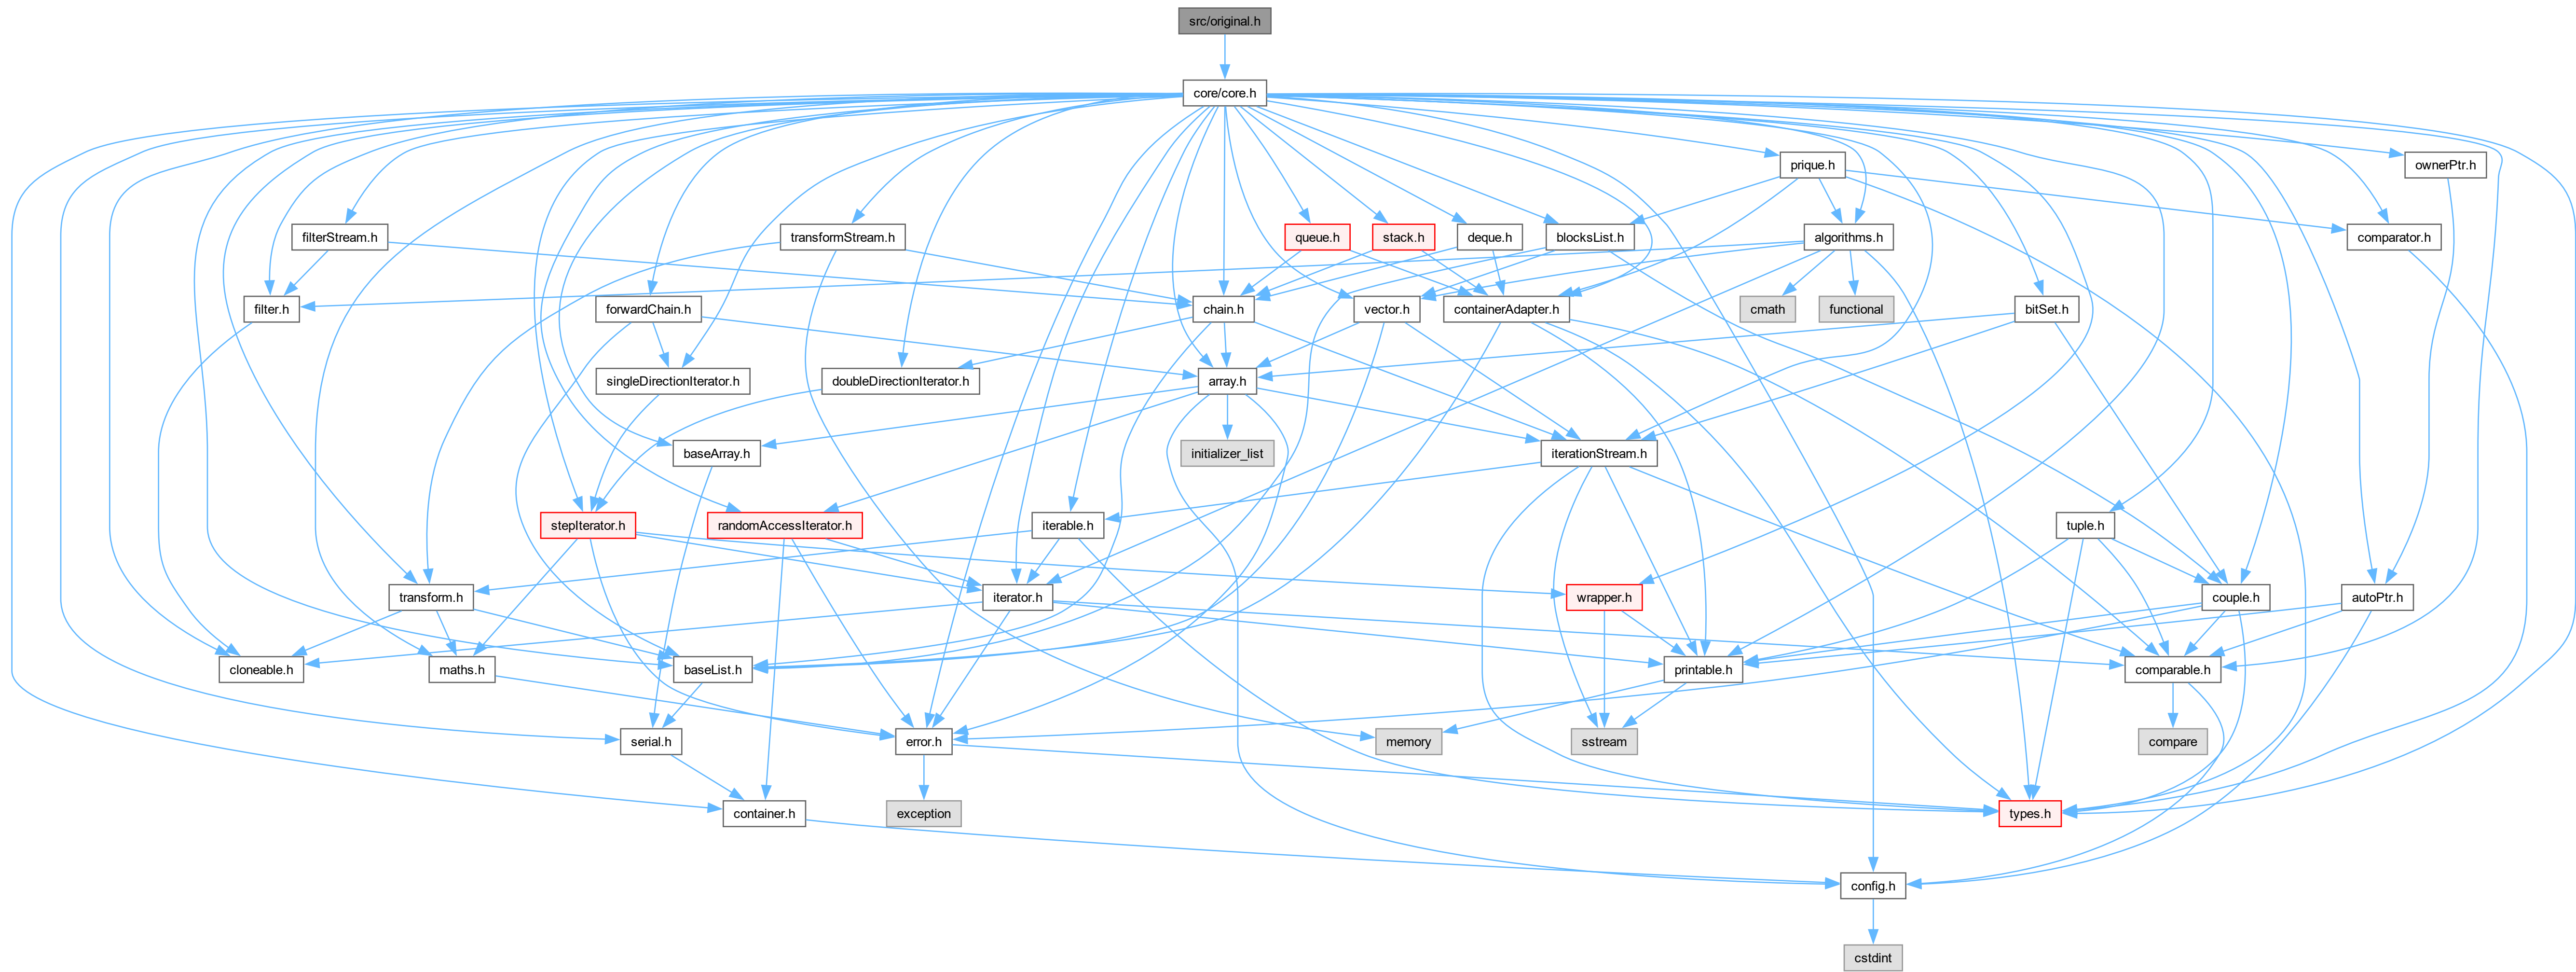 src/original.h
core/core.h
prique.h
ownerPtr.h
filterStream.h
transformStream.h
queue.h
stack.h
deque.h
blocksList.h
algorithms.h
comparator.h
filter.h
forwardChain.h
chain.h
vector.h
containerAdapter.h
cmath
functional
bitSet.h
singleDirectionIterator.h
doubleDirectionIterator.h
array.h
baseArray.h
initializer_list
iterationStream.h
stepIterator.h
randomAccessIterator.h
iterable.h
tuple.h
transform.h
iterator.h
wrapper.h
couple.h
autoPtr.h
cloneable.h
maths.h
baseList.h
printable.h
comparable.h
serial.h
error.h
memory
sstream
compare
container.h
exception
types.h
config.h
cstdint